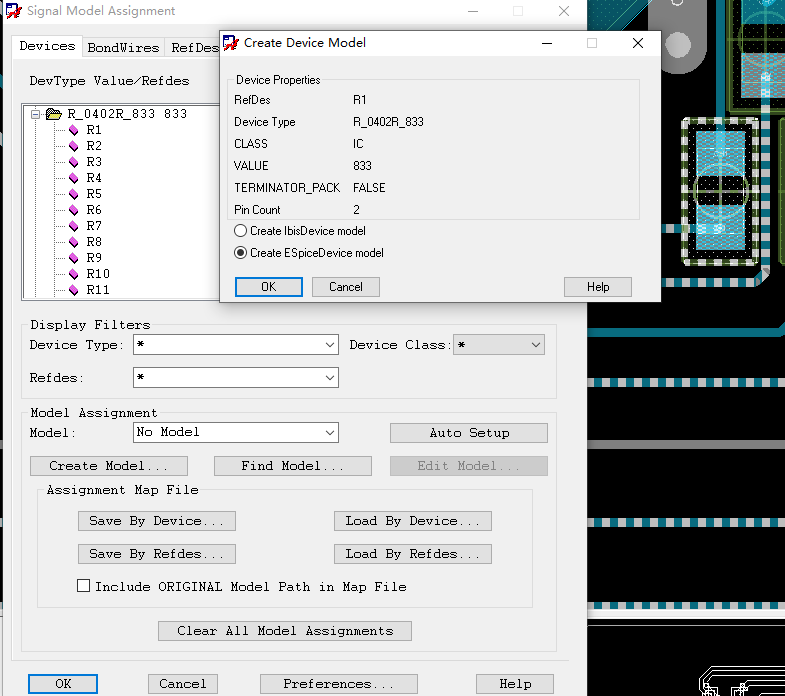 Signal Model Assignment
Devices BondWires RefDes
DevType Value/Refdes
R_0402R_833 833
R1
R2
R3
R4
R5
R6
R7
R8
R9
R10
R11
Create Device Model
Device Properties
RefDes R1
Device Type R_0402R_833
CLASS IC
VALUE 833
TERMINATOR_PACK FALSE
Pin Count 2
Create IbisDevice model
Create ESpiceDevice model
OK Cancel Help
Display Filters
Device Type: * Device Class: *
Refdes: *
Model Assignment
Model: No Model Auto Setup
Create Model... Find Model... Edit Model...
Assignment Map File
Save By Device... Load By Device...
Save By Refdes... Load By Refdes...
Include ORIGINAL Model Path in Map File
Clear All Model Assignments
OK Cancel Preferences... Help